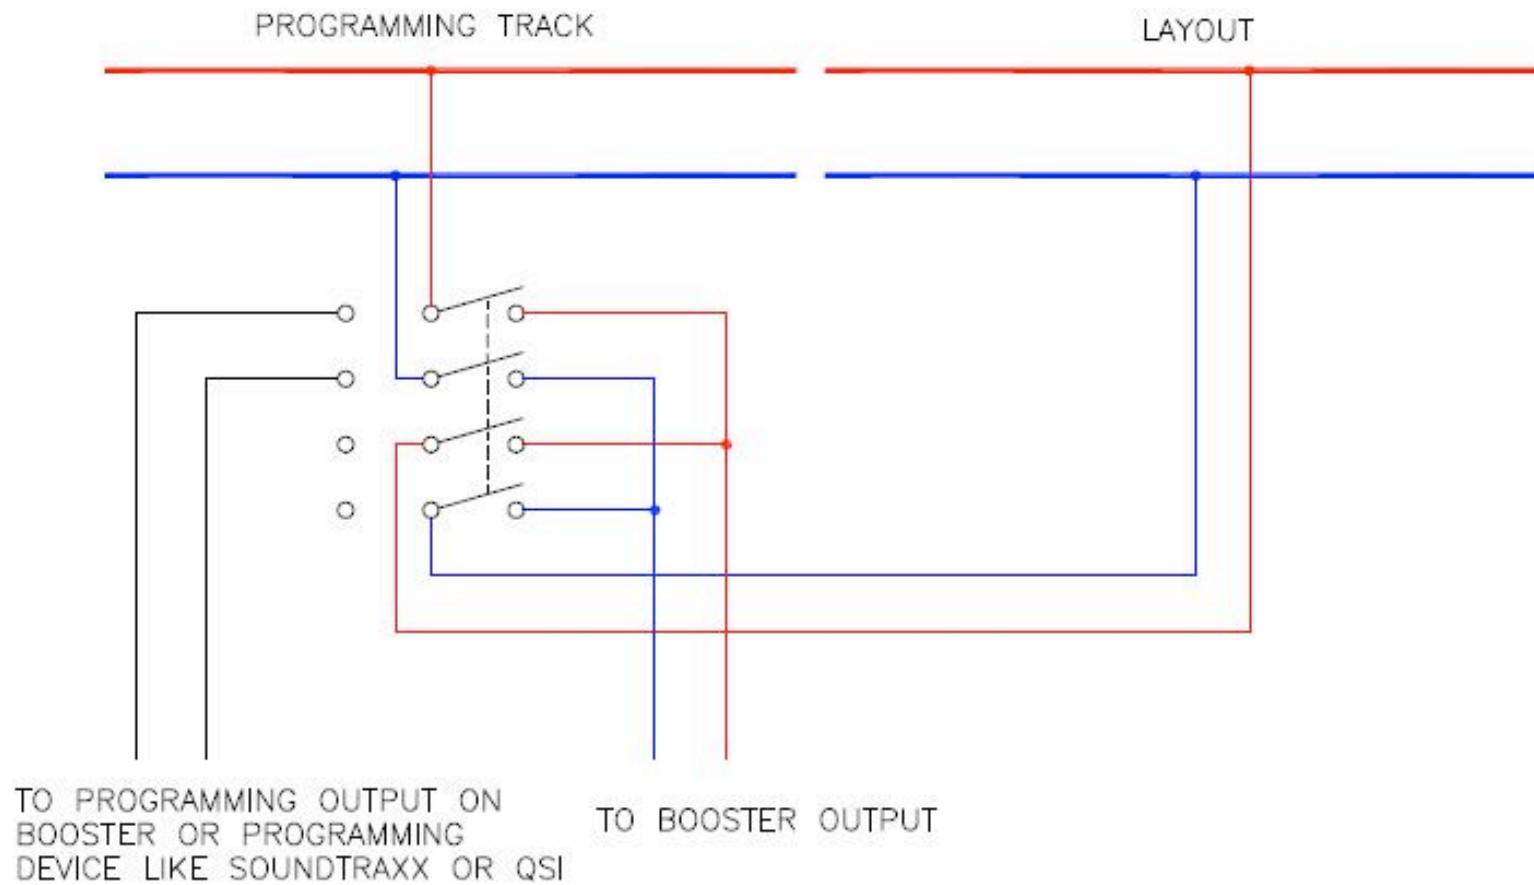 PROGRAMMING TRACK
LAYOUT
TO PROGRAMMING OUTPUT ON
BOOSTER OR PROGRAMMING
DEVICE LIKE SOUNDTRAXX OR QSI
TO BOOSTER OUTPUT